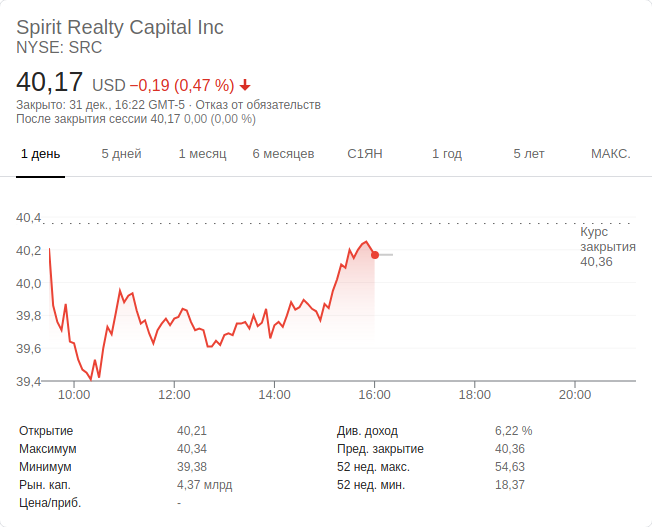 Spirit Realty Capital Inc
NYSE: SRC
40,17 USD −0,19 (0,47 %)
Закрыто: 31 дек., 16:22 GMT-5 · Отказ от обязательств
После закрытия сессии 40,17 0,00 (0,00 %)
1 день 5 дней 1 месяц 6 месяцев С1ЯН 1 год 5 лет МАКС.
40,4
Курс
закрытия
40,36
40,2
40,0
39,8
39,6
39,4
10:00 12:00 14:00 16:00 18:00 20:00
Открытие 40,21 Див. доход 6,22 %
Максимум 40,34 Пред. закрытие 40,36
Минимум 39,38 52 нед. макс. 54,63
Рын. кап. 4,37 млрд 52 нед. мин. 18,37
Цена/приб. -